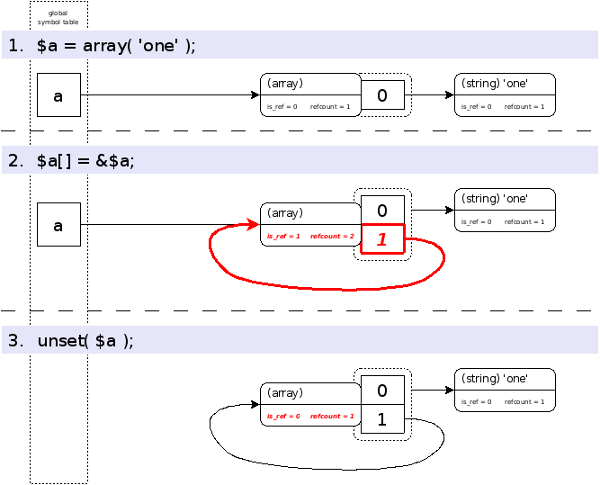 global
symbol table
1. $a = array( 'one' );
a
(array)
is_ref = 0 refcount = 1
0
(string) 'one'
is_ref = 0 refcount = 1
2. $a[] = &$a;
a
(array)
is_ref = 1 refcount = 2
0
1
(string) 'one'
is_ref = 0 refcount = 1
3. unset( $a );
(array)
is_ref = 0 refcount = 1
0
1
(string) 'one'
is_ref = 0 refcount = 1